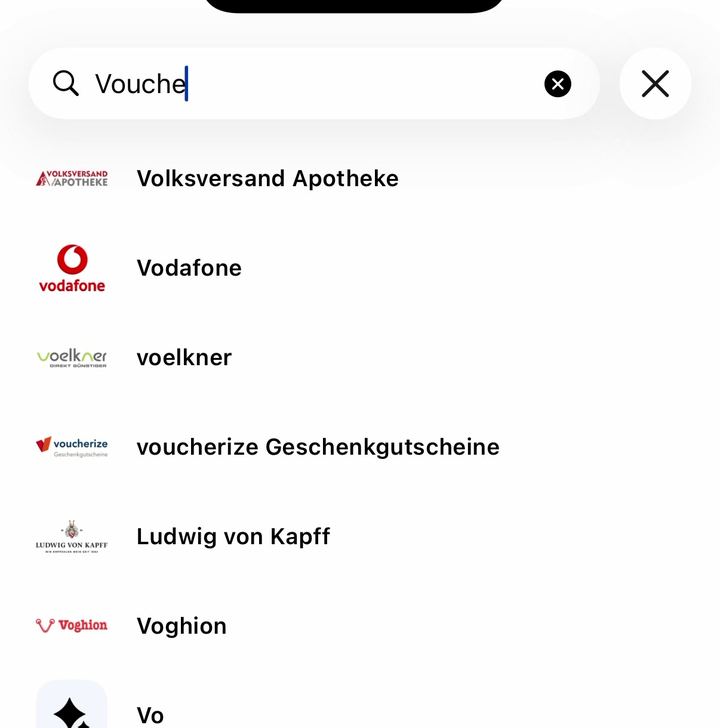 Vouche
VOLKSVERSAND
APOTHEKE
Volksversand Apotheke
vodafone
Vodafone
voelkner
DIREKT GÜNSTIGER
voelkner
voucherize
Geschenkgutscheine
voucherize Geschenkgutscheine
LUDWIG VON KAPFF
Ludwig von Kapff
Voghion
Voghion
Vo